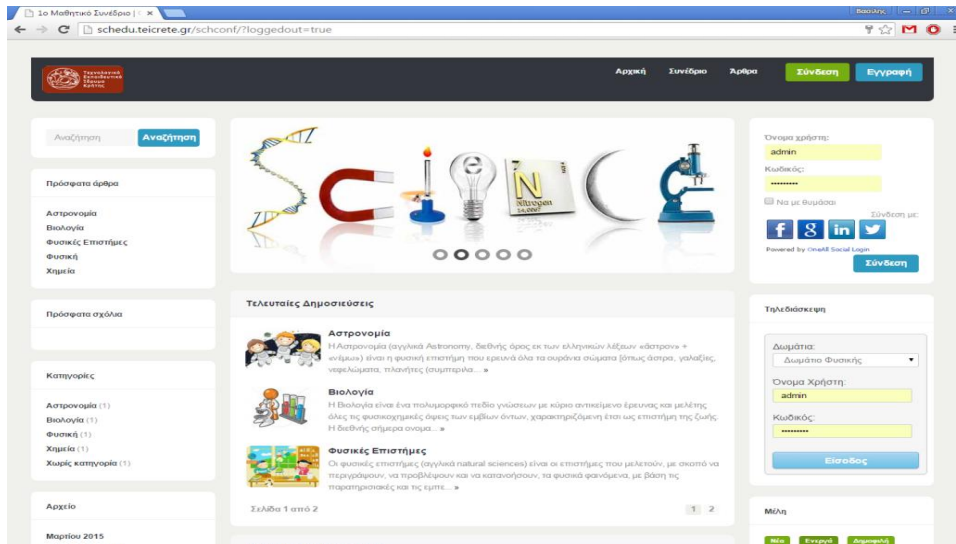 1ο Μαθητικό Συνέδριο |
Βασίλης
schedu.teicrete.gr/schconf/?loggedout=true
Τεχνολογικό
Εκπαιδευτικό
Ίδρυμα
Κρήτης
Αρχική Συνέδριο Άρθρα Σύνδεση Εγγραφή
Αναζήτηση Αναζήτηση
Πρόσφατα άρθρα
Αστρονομία
Βιολογία
Φυσικές Επιστήμες
Φυσική
Χημεία
Πρόσφατα σχόλια
Κατηγορίες
Αστρονομία (1)
Βιολογία (1)
Φυσική (1)
Χημεία (1)
Χωρίς κατηγορία (1)
Αρχείο
Μαρτίου 2015
SCIENCE
N
Nitrogen
14.0067
Τελευταίες Δημοσιεύσεις
Αστρονομία
Η Αστρονομία (αγγλικά Astronomy, διεθνής όρος εκ των ελληνικών λέξεων «άστρον» +
«νέμω») είναι η φυσική επιστήμη που ερευνά όλα τα ουράνια σώματα [όπως άστρα, γαλαξίες,
νεφελώματα, πλανήτες (συμπεριλα... »
Βιολογία
Η Βιολογία είναι ένα πολυμορφικό πεδίο γνώσεων με κύριο αντικείμενο έρευνας και μελέτης
όλες τις φυσικοχημικές όψεις των εμβίων όντων, χαρακτηριζόμενη έτσι ως επιστήμη της ζωής.
Η διεθνής σήμερα ονομα... »
Φυσικές Επιστήμες
Οι φυσικές επιστήμες (αγγλικά natural sciences) είναι οι επιστήμες που μελετούν, με σκοπό να
περιγράψουν, να προβλέψουν και να κατανοήσουν, τα φυσικά φαινόμενα, με βάση τις
παρατηρησιακές και τις εμπε... »
Σελίδα 1 από 2 1 2
Όνομα χρήστη:
admin
Κωδικός:
•••••••••
Να με θυμάσαι
Σύνδεση με:
f 8 in
Powered by OneAll Social Login
Σύνδεση
Τηλεδιάσκεψη
Δωμάτια:
Δωμάτιο Φυσικής
Όνομα Χρήστη:
admin
Κωδικός:
•••••••••
Είσοδος
Μέλη
Νέο Ενεργό Δημοφιλή